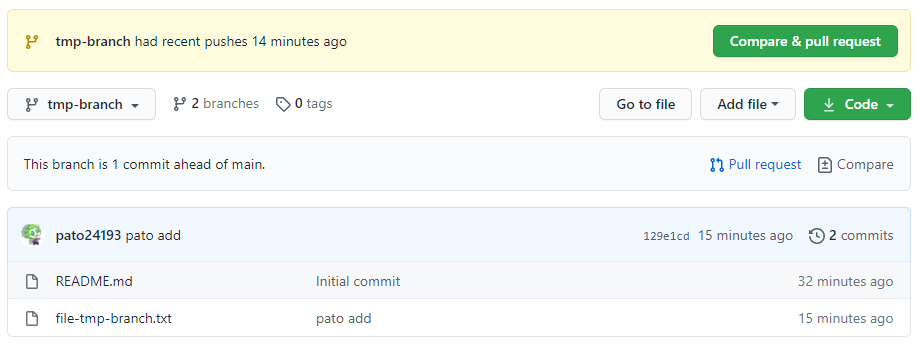 tmp-branch had recent pushes 14 minutes ago Compare & pull request
tmp-branch 2 branches 0 tags Go to file Add file Code
This branch is 1 commit ahead of main. Pull request Compare
pato24193 pato add 129e1cd 15 minutes ago 2 commits
README.md Initial commit 32 minutes ago
file-tmp-branch.txt pato add 15 minutes ago